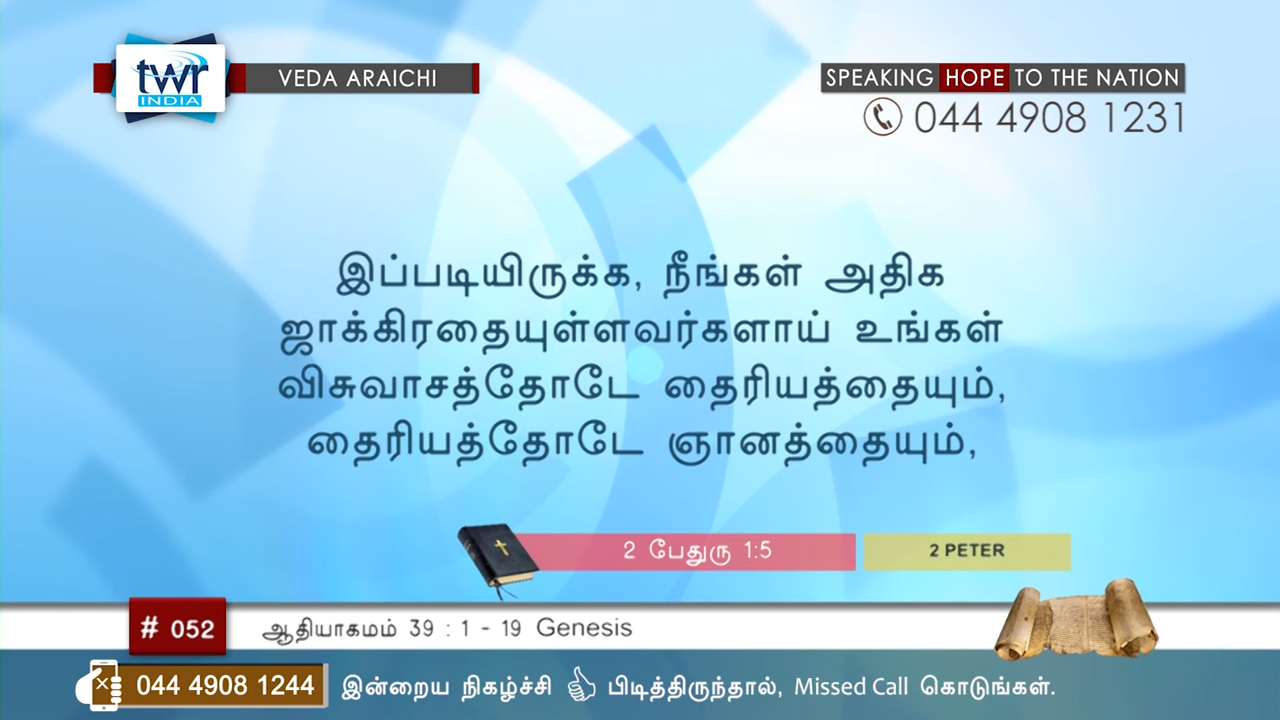 twr
INDIA
VEDA ARAICHI
SPEAKING HOPE TO THE NATION
044 4908 1231
இப்படியிருக்க, நீங்கள் அதிக
ஜாக்கிரதையுள்ளவர்களாய் உங்கள்
விசுவாசத்தோடே தைரியத்தையும்,
தைரியத்தோடே ஞானத்தையும்,
2 பேதுரு 1:5
2 PETER
# 052
ஆதியாகமம் 39 : 1 - 19 Genesis
044 4908 1244
இன்றைய நிகழ்ச்சி பிடித்திருந்தால், Missed Call கொடுங்கள்.